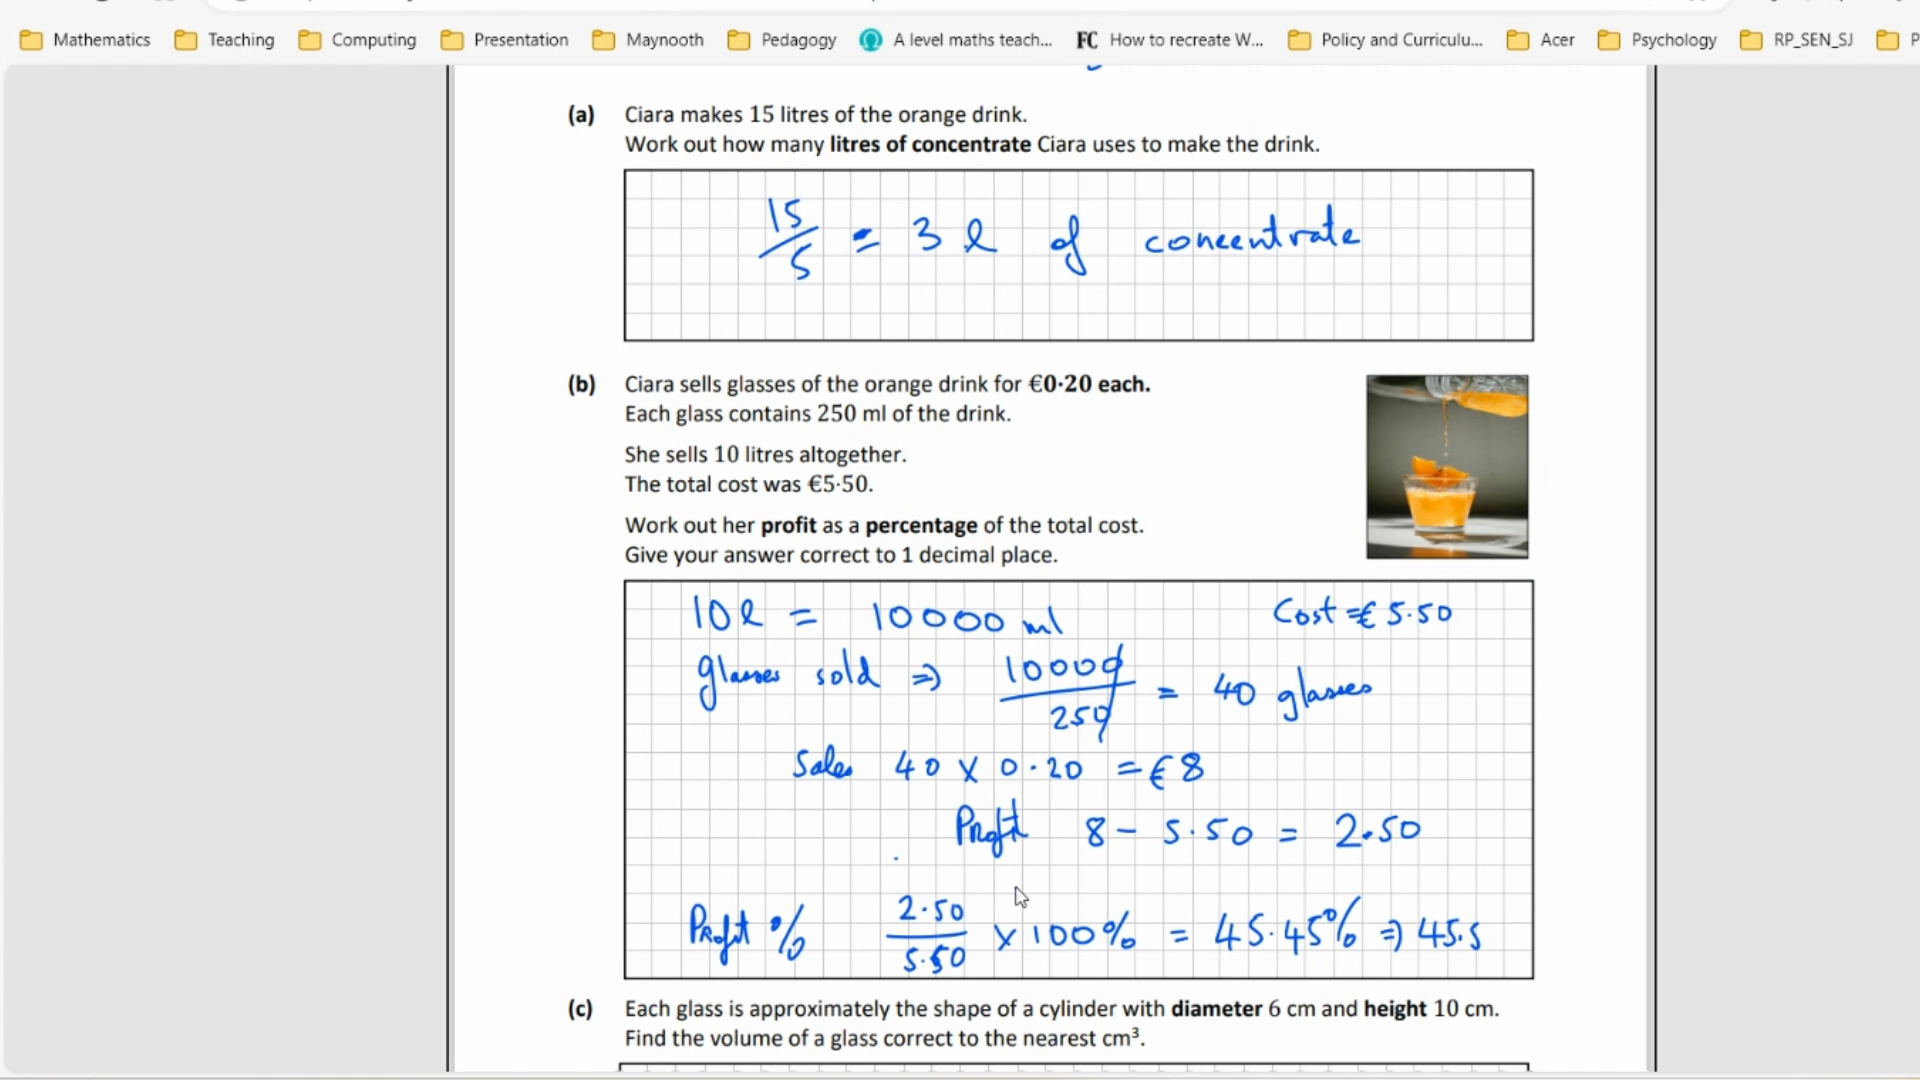 Mathematics Teaching Computing Presentation Maynooth Pedagogy A level maths teach... FC How to recreate W... Policy and Curriculu... Acer Psychology RP_SEN_SJ P
(a) Ciara makes 15 litres of the orange drink.
Work out how many litres of concentrate Ciara uses to make the drink.
15/5 = 3 l of concentrate
(b) Ciara sells glasses of the orange drink for €0·20 each.
Each glass contains 250 ml of the drink.
She sells 10 litres altogether.
The total cost was €5·50.
Work out her profit as a percentage of the total cost.
Give your answer correct to 1 decimal place.
10l = 10000 ml Cost = € 5.50
glasses sold ⇒ 10000/250 = 40 glasses
Sales 40 x 0.20 = € 8
Profit 8 - 5.50 = 2.50
Profit % 2.50/5.50 x 100% = 45.45% ⇒ 45.5
(c) Each glass is approximately the shape of a cylinder with diameter 6 cm and height 10 cm.
Find the volume of a glass correct to the nearest cm³.